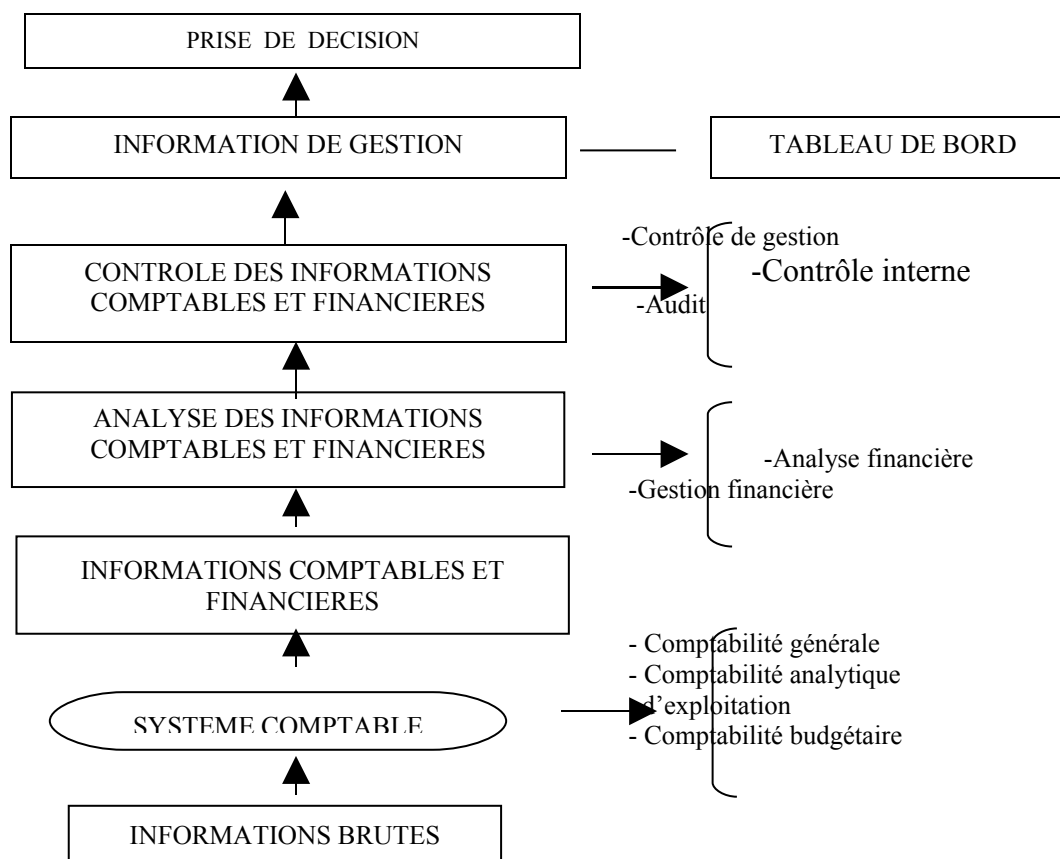 PRISE DE DECISION
INFORMATION DE GESTION
TABLEAU DE BORD
CONTROLE DES INFORMATIONS
COMPTABLES ET FINANCIERES
-Contrôle de gestion
-Contrôle interne
-Audit
ANALYSE DES INFORMATIONS
COMPTABLES ET FINANCIERES
-Analyse financière
-Gestion financière
INFORMATIONS COMPTABLES ET
FINANCIERES
SYSTEME COMPTABLE
- Comptabilité générale
- Comptabilité analytique
d’exploitation
- Comptabilité budgétaire
INFORMATIONS BRUTES